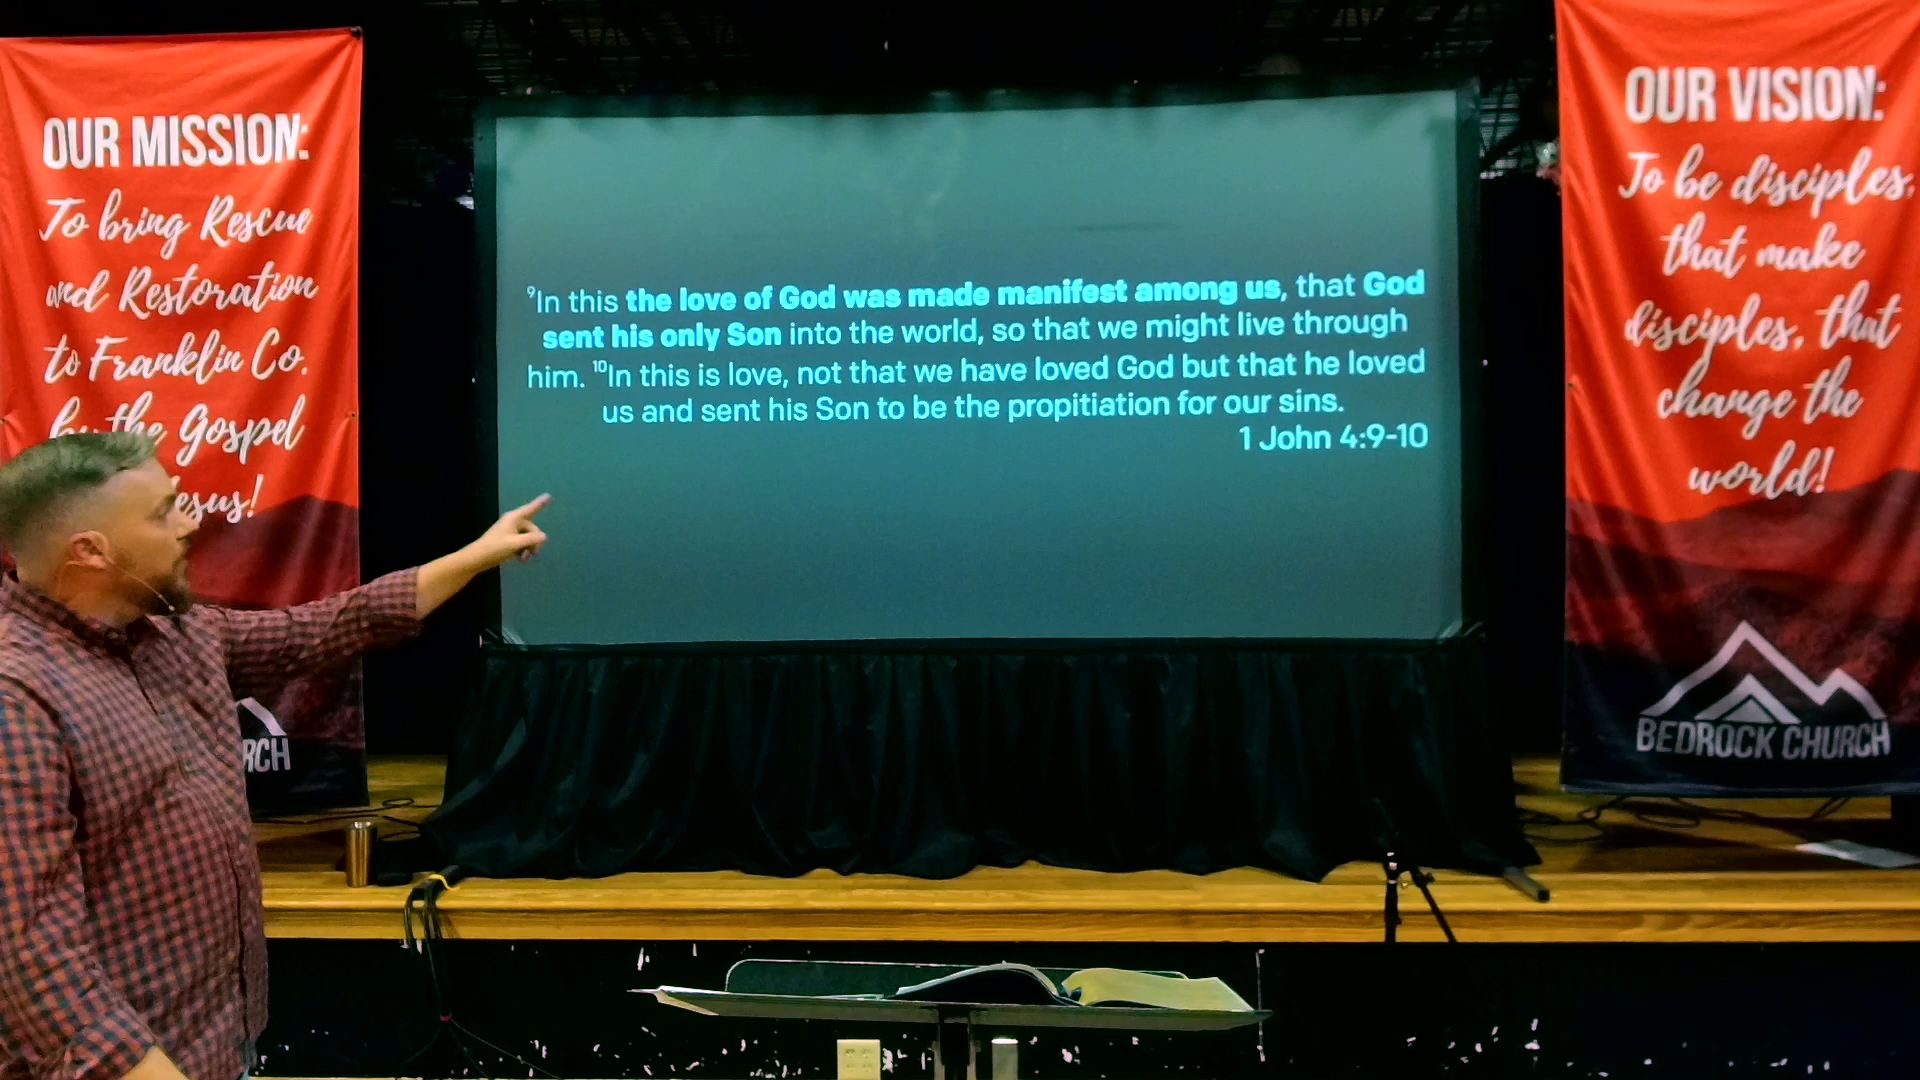 OUR MISSION:
To bring Rescue
and Restoration
to Franklin Co.
by the Gospel
esus!
RCH
⁹In this the love of God was made manifest among us, that God
sent his only Son into the world, so that we might live through
him. ¹⁰In this is love, not that we have loved God but that he loved
us and sent his Son to be the propitiation for our sins.
1 John 4:9-10
OUR VISION:
To be disciples,
that make
disciples, that
change the
world!
BEDROCK CHURCH